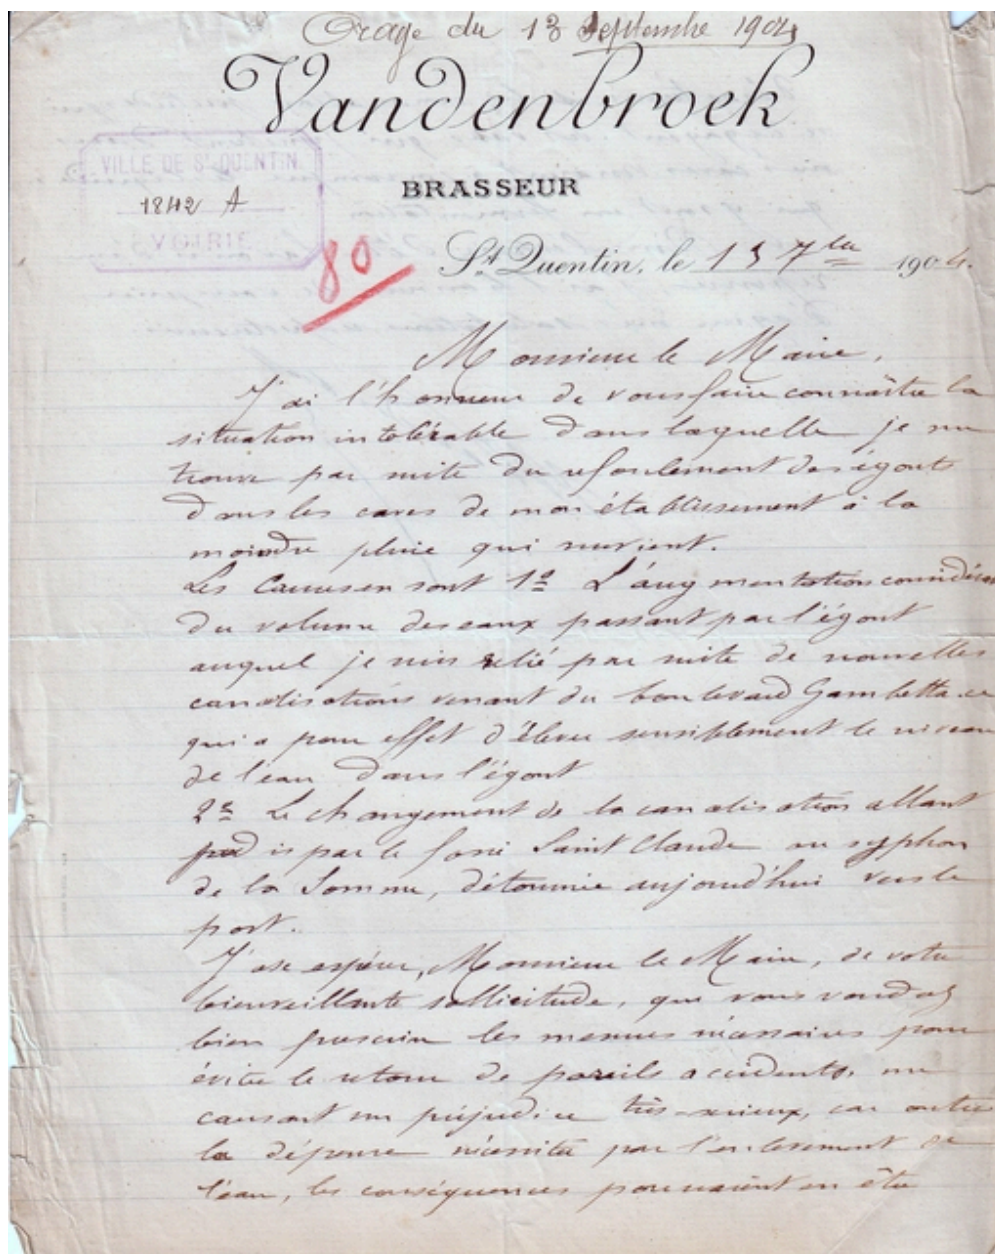 Orage du 13 Septembre 1904
Vandenbroek
VILLE DE St QUENTIN
1842 A
VOIRIE
BRASSEUR
80
St Quentin, le 13 7bre 1904.
Monsieur le Maire,
J'ai l'honneur de vous faire connaître la
situation intolérable dans laquelle je me
trouve par suite du refoulement des égouts
dans les caves de mon établissement à la
moindre pluie qui survient.
Les Causes en sont 1o L'augmentation considérable
du volume des eaux passant par l'égout
auquel je suis relié par suite de nouvelles
canalisations venant du boulevard Gambetta ce
qui a pour effet d'élever sensiblement le niveau
de l'eau dans l'égout
2o Le changement de la canalisation allant
jadis par le fossé Saint Claude au syphon
de la Somme, détournée aujourd'hui vers le
port.
J'ose espérer, Monsieur le Maire, de votre
bienveillante sollicitude, que vous voudrez
bien prescrire les mesures nécessaires pour
éviter le retour de pareils accidents, me
causant un préjudice très-sérieux, car outre
la dépense nécessitée par l'enlèvement de
l'eau, les conséquences pourraient en être